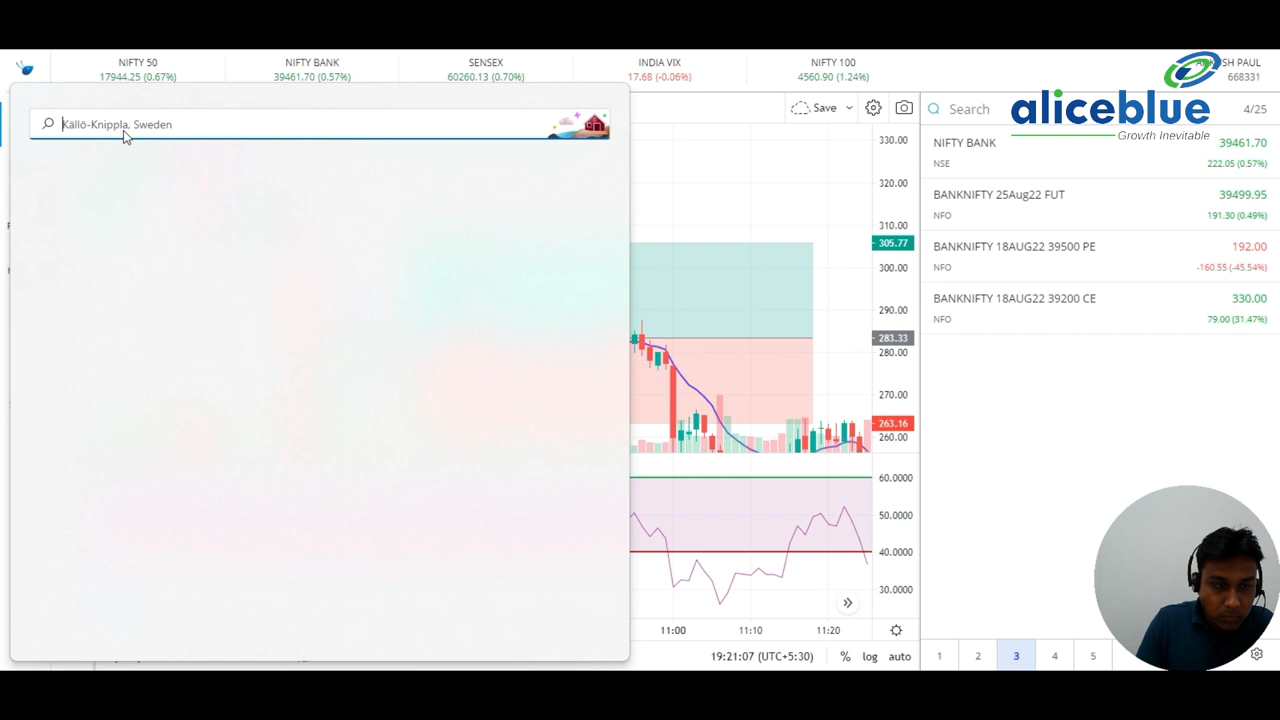 NIFTY 50
17944.25 (0.67%)
NIFTY BANK
39461.70 (0.57%)
SENSEX
60260.13 (0.70%)
INDIA VIX
17.68 (-0.06%)
NIFTY 100
4560.90 (1.24%)
SH PAUL
668331
aliceblue
Growth Inevitable
Källö-Knippla, Sweden
Save
Search
4/25
NIFTY BANK
39461.70
NSE
222.05 (0.57%)
BANKNIFTY 25Aug22 FUT
39499.95
NFO
191.30 (0.49%)
BANKNIFTY 18AUG22 39500 PE
192.00
NFO
-160.55 (-45.54%)
BANKNIFTY 18AUG22 39200 CE
330.00
NFO
79.00 (31.47%)
330.00
320.00
310.00
305.77
300.00
290.00
283.33
280.00
270.00
263.16
260.00
60.0000
50.0000
40.0000
30.0000
11:00
11:10
11:20
19:21:07 (UTC+5:30)
%
log
auto
1
2
3
4
5